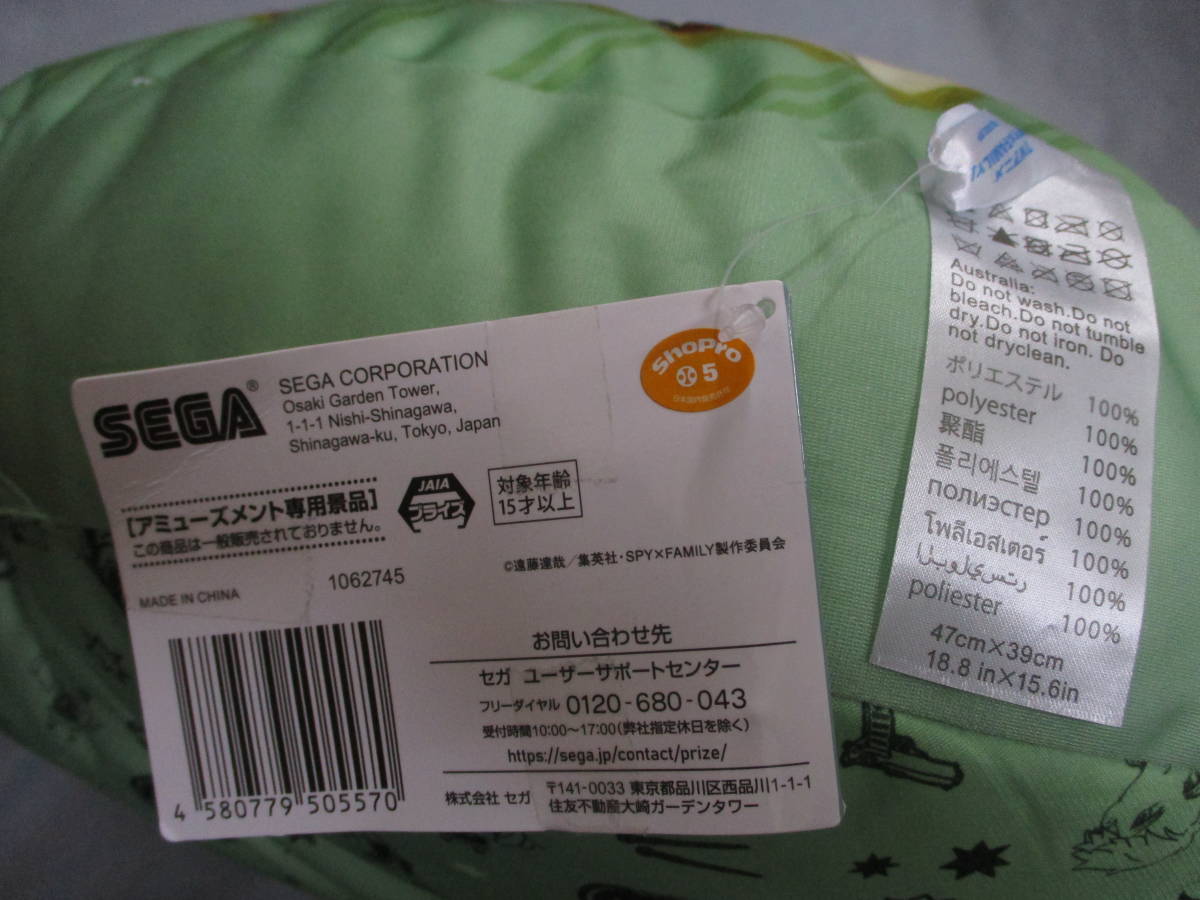 SEGA®
SEGA CORPORATION
Osaki Garden Tower,
1-1-1 Nishi-Shinagawa,
Shinagawa-ku, Tokyo, Japan
Shopro
5
【アミューズメント専用景品】
この商品は一般販売されておりません。
JAIA
プライズ
対象年齢
15才以上
©遠藤達哉／集英社・SPY×FAMILY製作委員会
MADE IN CHINA
1062745
4 580779 505570
お問い合わせ先
セガ ユーザーサポートセンター
フリーダイヤル 0120-680-043
受付時間10:00〜17:00(弊社指定休日を除く)
https://sega.jp/contact/prize/
株式会社 セガ
〒141-0033 東京都品川区西品川1-1-1
住友不動産大崎ガーデンタワー
Australia:
Do not wash.Do not
bleach.Do not tumble
dry.Do not iron. Do
not dryclean.
ポリエステル 100%
polyester 100%
聚酯 100%
폴리에스텔 100%
полиэстер 100%
โพลีเอสเตอร์ 100%
البوليستر 100%
poliester 100%
47cm×39cm
18.8 in×15.6in